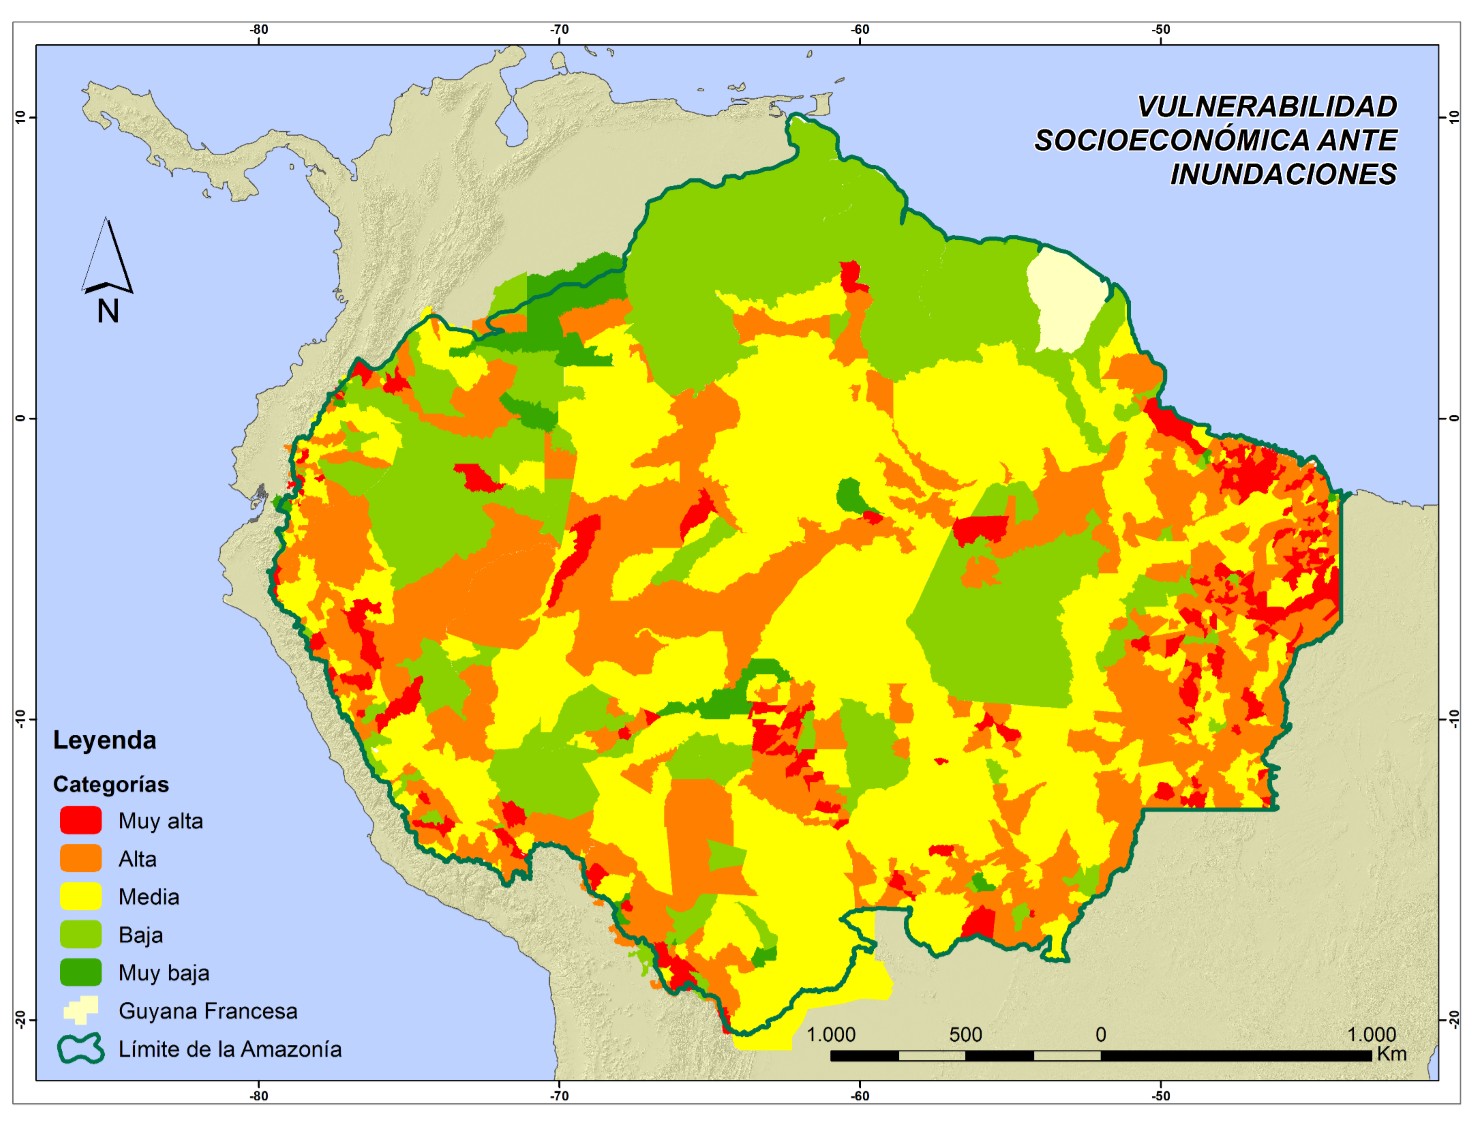 -80 -70 -60 -50
10 10
VULNERABILIDAD
SOCIOECONÓMICA ANTE
INUNDACIONES
N
0 0
-10 -10
Leyenda
Categorías
Muy alta
Alta
Media
Baja
Muy baja
Guyana Francesa
Límite de la Amazonía
-20 -20
1.000 500 0 1.000
Km
-80 -70 -60 -50